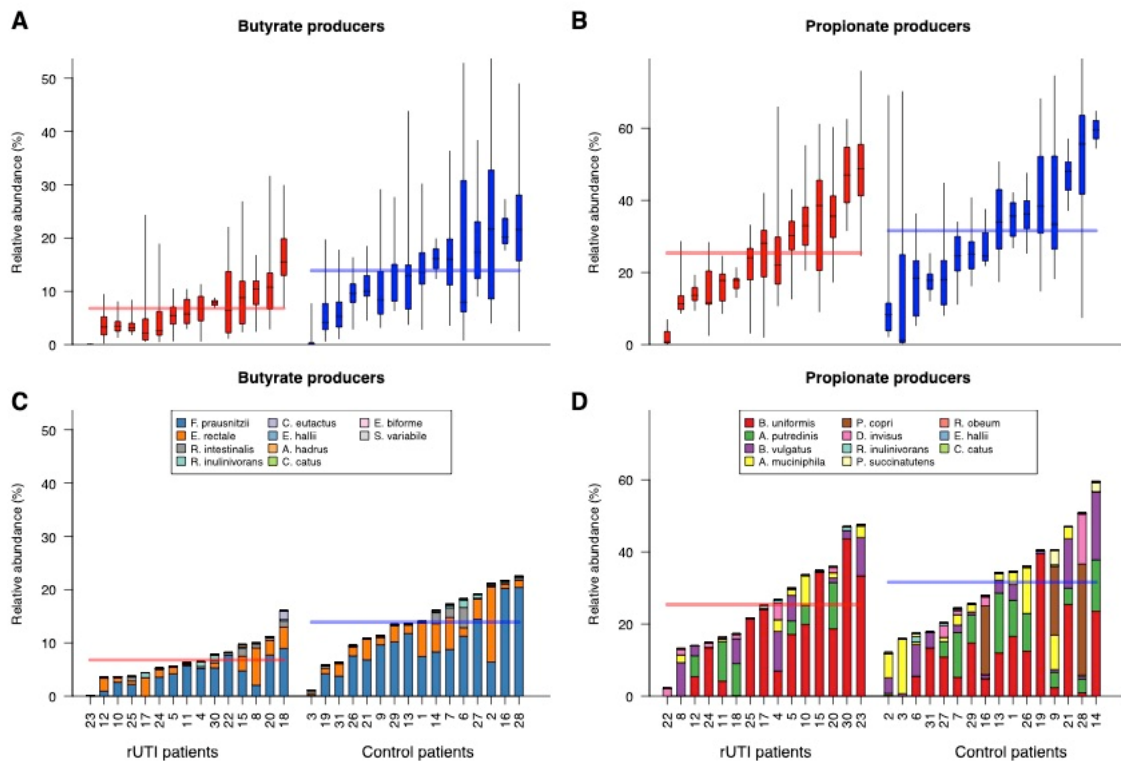 A
Butyrate producers
Relative abundance (%)
50
40
30
20
10
0
B
Propionate producers
Relative abundance (%)
60
40
20
0
C
Butyrate producers
F. prausnitzii
E. rectale
R. intestinalis
R. inulinivorans
C. eutactus
E. hallii
A. hadrus
C. catus
E. biforme
S. variabile
Relative abundance (%)
50
40
30
20
10
0
23 12 10 25 17 24 5 11 4 30 22 15 8 20 18
3 19 31 26 21 9 29 13 1 14 7 6 27 2 16 28
rUTI patients
Control patients
D
Propionate producers
B. uniformis
A. putredinis
B. vulgatus
A. muciniphila
P. copri
D. invisus
R. inulinivorans
P. succinatutens
R. obeum
E. hallii
C. catus
Relative abundance (%)
60
40
20
0
22 8 12 24 11 18 25 17 4 5 10 15 20 30 23
2 3 6 31 27 7 29 16 13 1 26 19 9 21 28 14
rUTI patients
Control patients